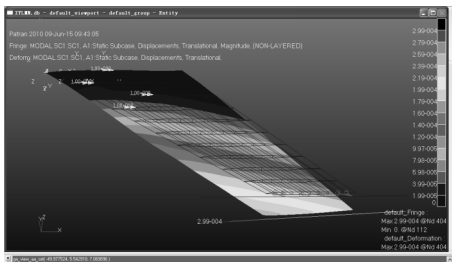 ITLMN.db - default_viewport - default_group - Entity
Patran 2010 09-Jun-15 09:43:05
Fringe: MODAL SC1:SC1, A1:Static Subcase, Displacements, Translational, Magnitude, (NON-LAYERED)
Deform: MODAL SC1:SC1, A1:Static Subcase, Displacements, Translational,
2.99-004
2.79-004
2.59-004
2.39-004
2.19-004
1.99-004
1.79-004
1.60-004
1.40-004
1.20-004
9.97-005
7.98-005
5.98-005
3.99-005
1.99-005
0.
Z
Y
X
2.99-004
default_Fringe :
Max 2.99-004 @Nd 404
Min 0. @Nd 112
default_Deformation :
Max 2.99-004 @Nd 404